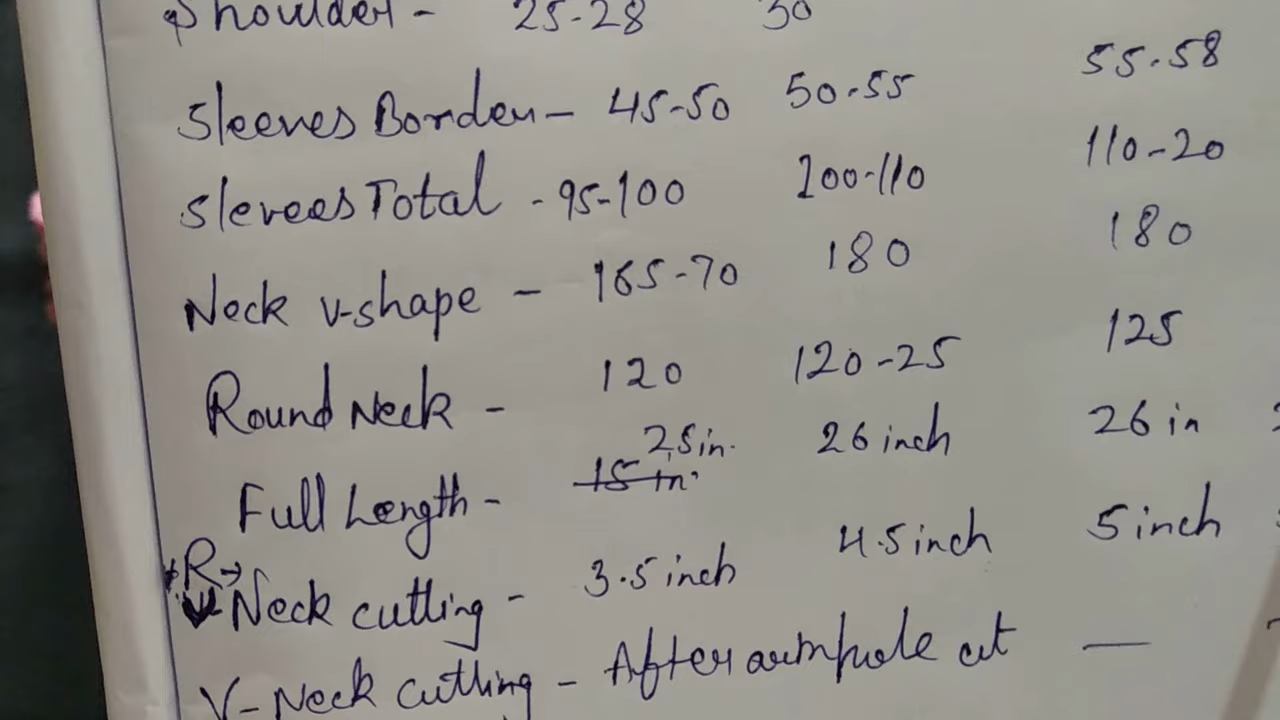 Shoulder - 25-28 30
Sleeves Border - 45-50 50-55 55-58
Slevees Total - 95-100 100-110 110-20
Neck V-shape - 165-70 180 180
Round Neck - 120 120-25 125
Full Length - 15 in. 25in. 26 inch 26 in
R→
Neck cutting - 3.5 inch 4.5 inch 5 inch
V-Neck cutting - After armhole cut —